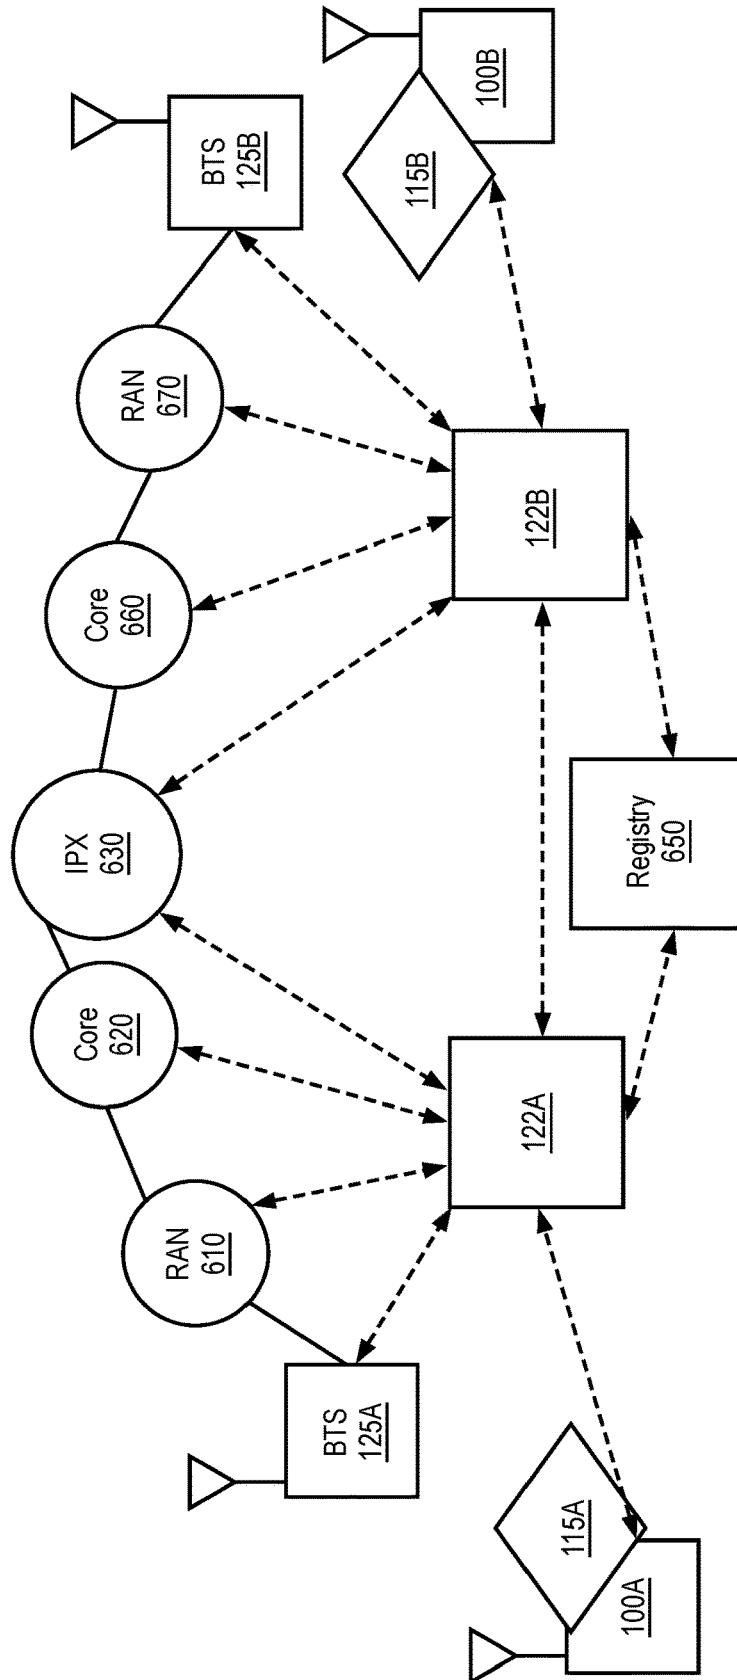 100A
115A
BTS
125A
RAN
610
Core
620
IPX
630
Core
660
RAN
670
BTS
125B
122A
122B
Registry
650
115B
100B